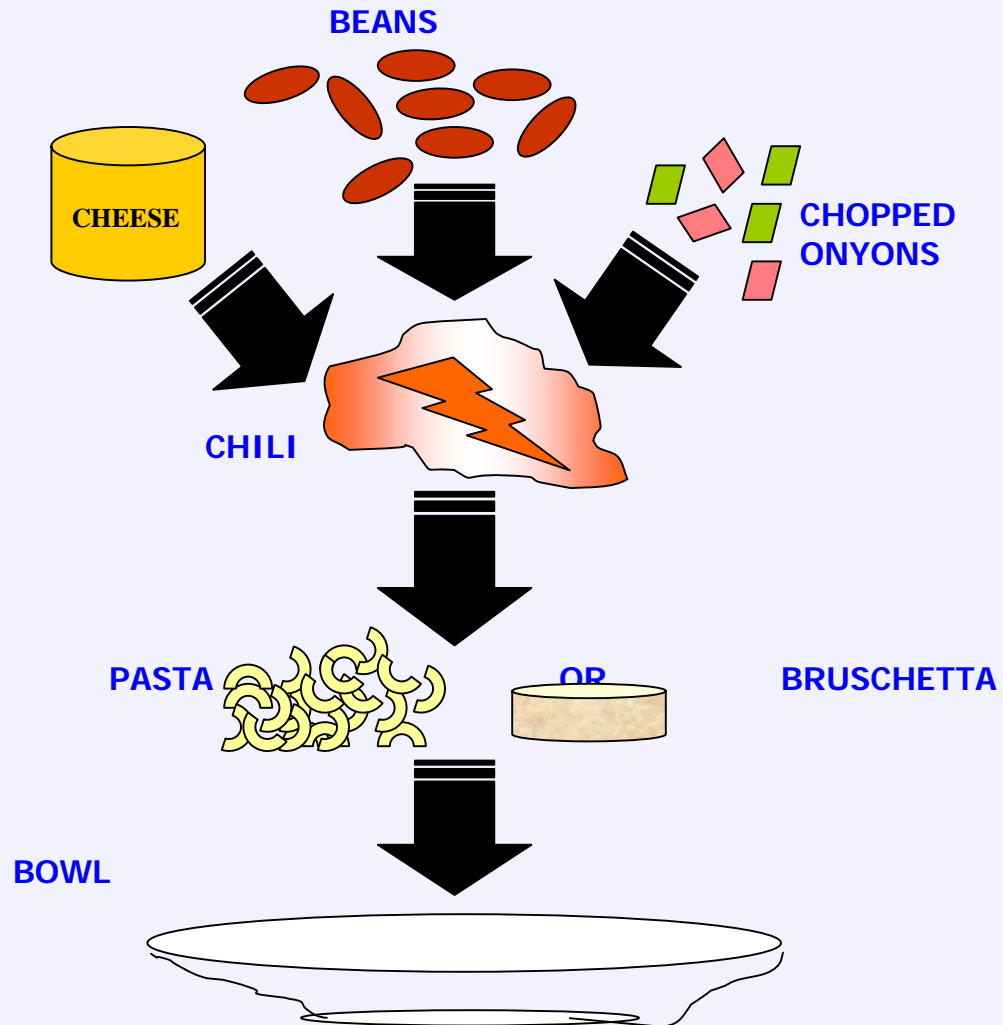 BEANS
CHEESE
CHOPPED
ONYONS
CHILI
PASTA OR BRUSCHETTA
BOWL